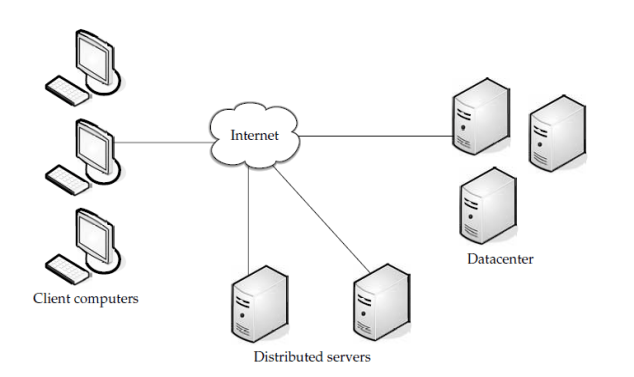 Internet
Datacenter
Client computers
Distributed servers